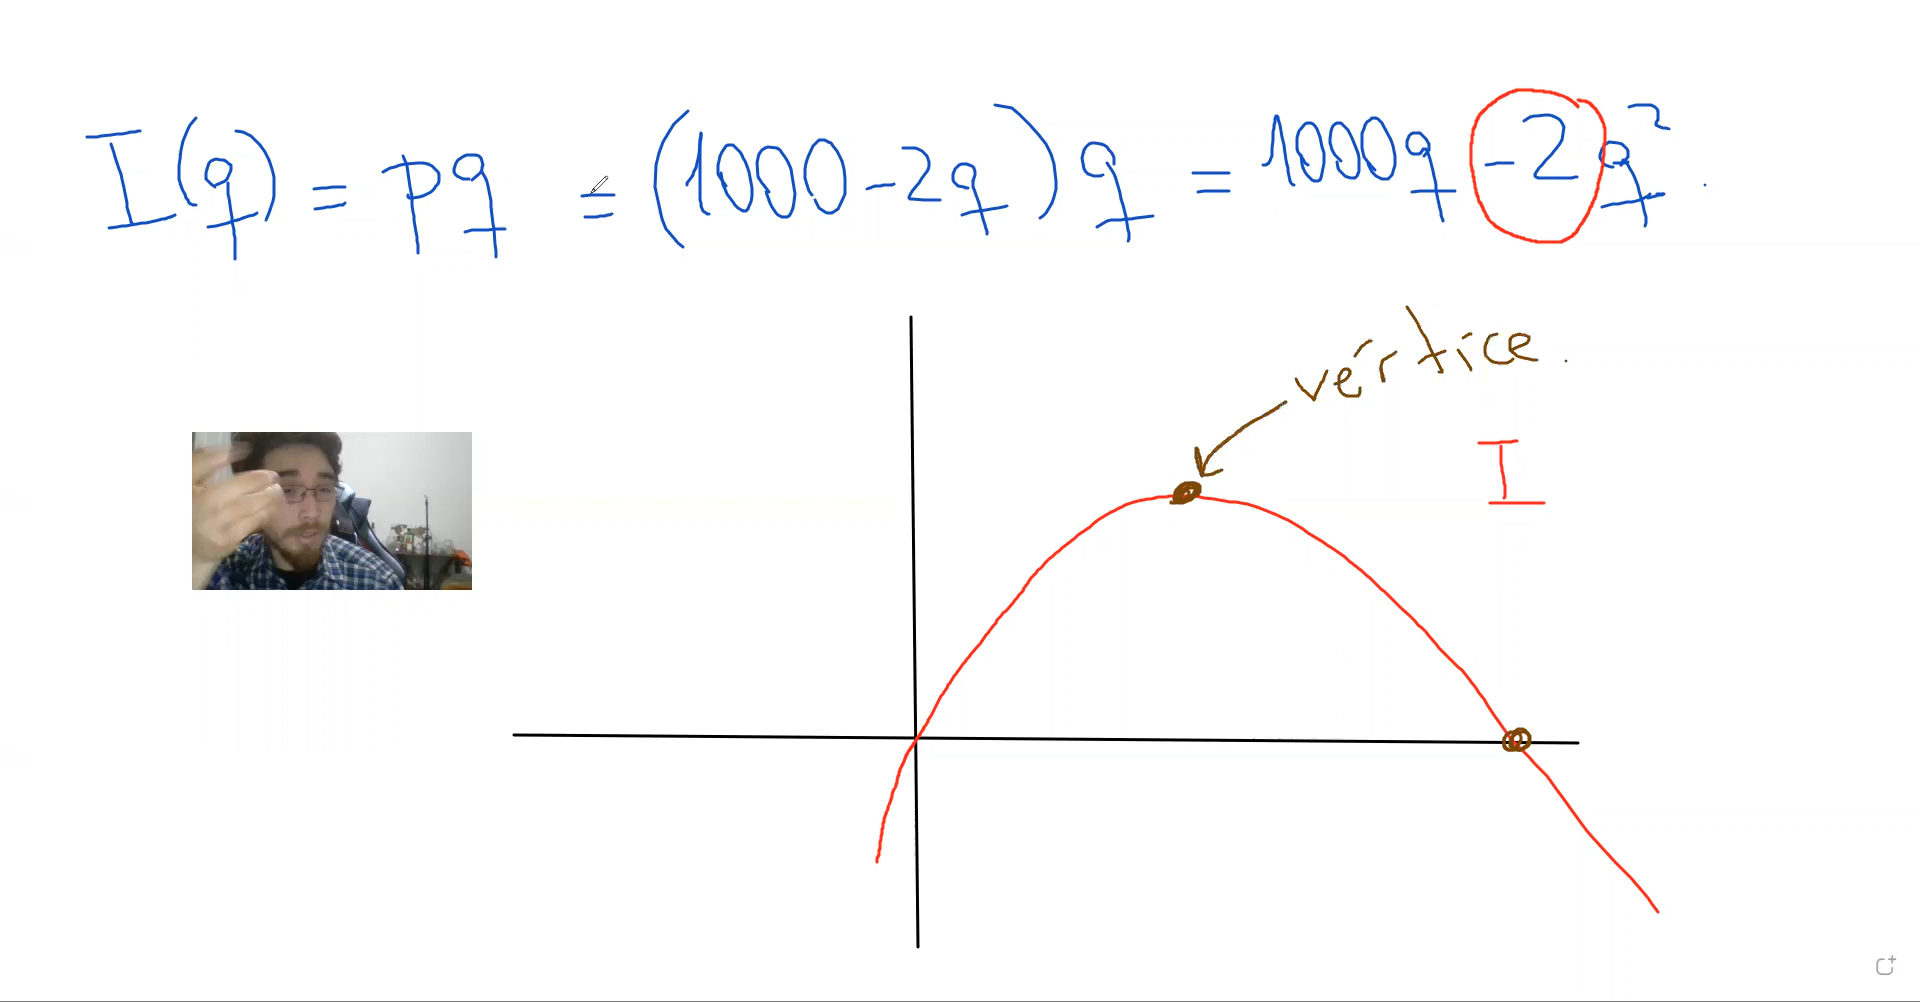 I(q) = pq = (1000 - 2q) q = 1000q - 2q².
vértice.
I